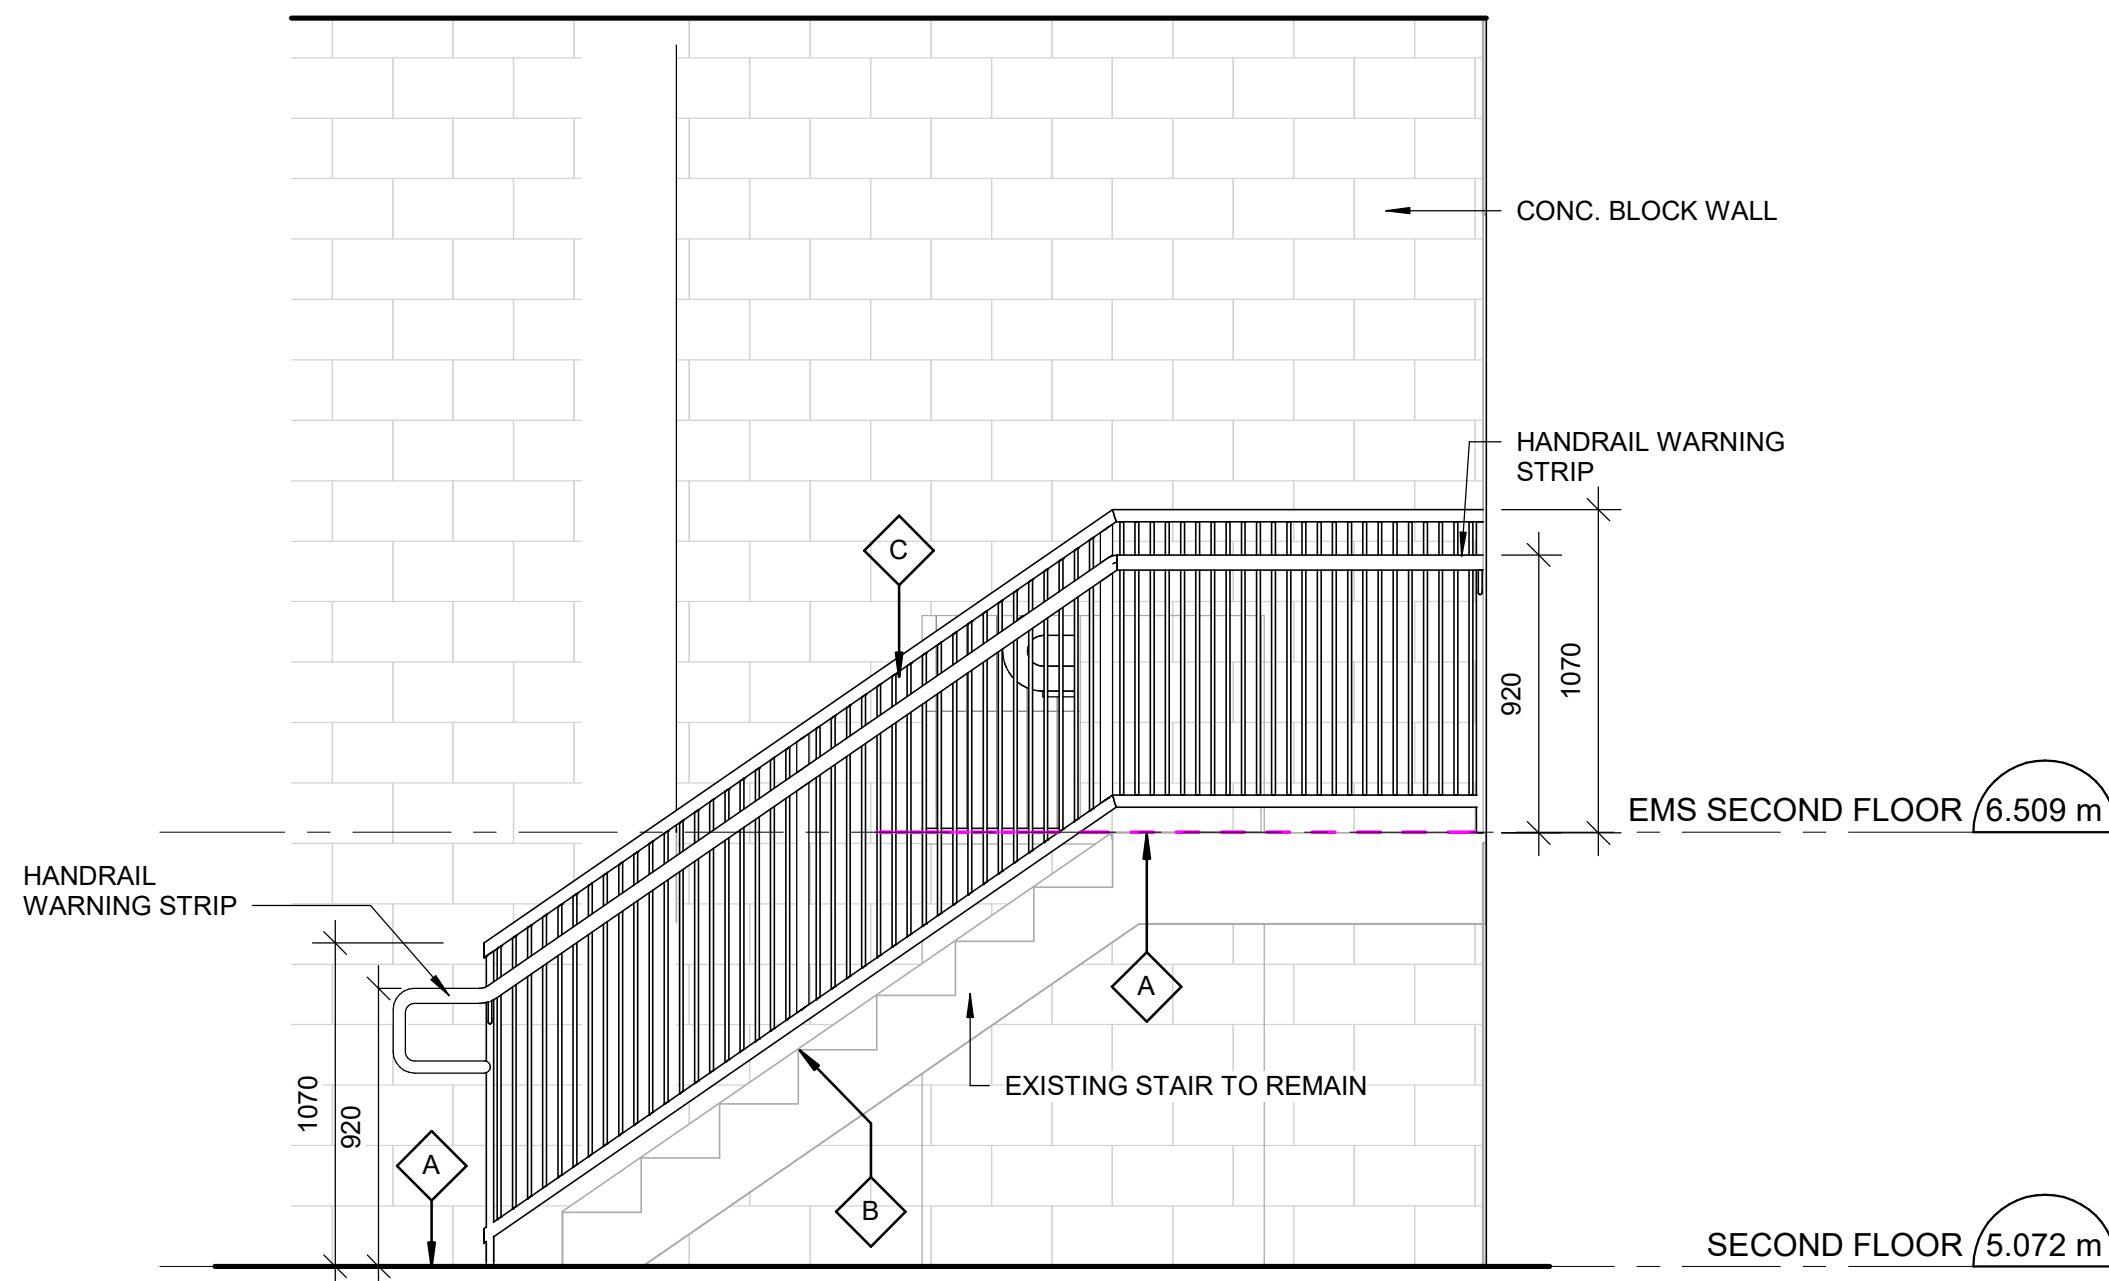 CONC. BLOCK WALL
HANDRAIL WARNING
STRIP
C
920
1070
EMS SECOND FLOOR 6.509 m
HANDRAIL
WARNING STRIP
A
EXISTING STAIR TO REMAIN
1070
920
A
B
SECOND FLOOR 5.072 m